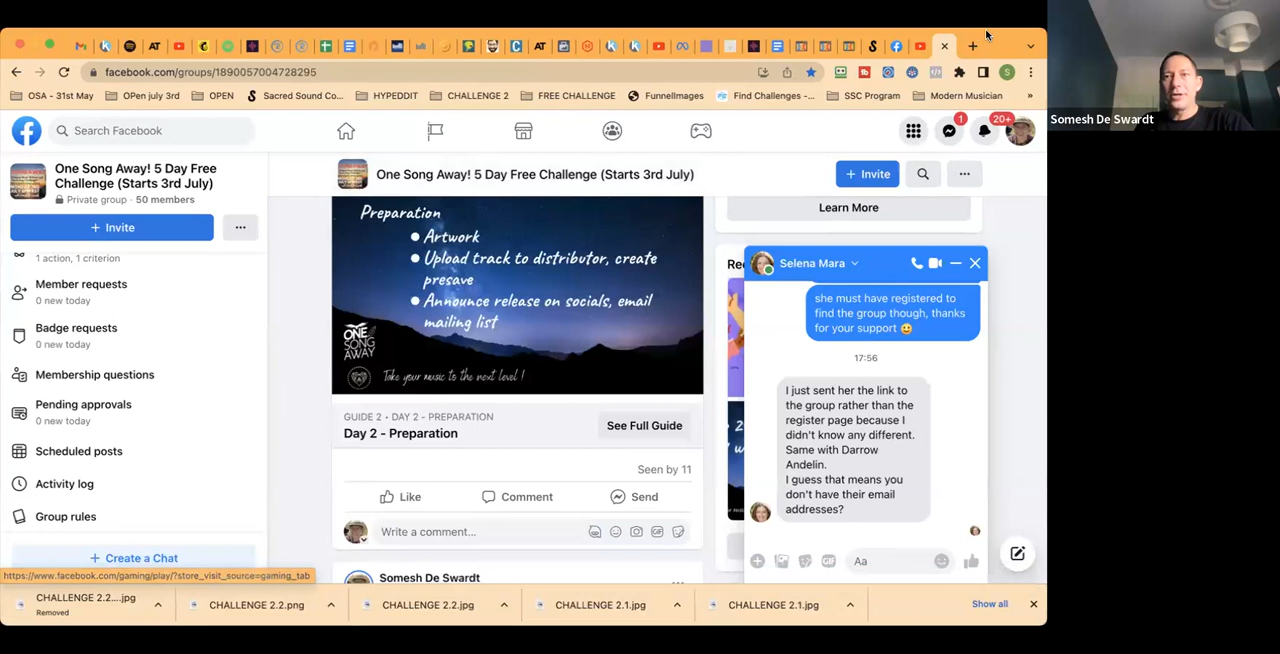 facebook.com/groups/1890057004728295
OSA - 31st May
OPen july 3rd
OPEN
Sacred Sound Co...
HYPEDDIT
CHALLENGE 2
FREE CHALLENGE
FunnelImages
Find Challenges -...
SSC Program
Modern Musician
»
Somesh De Swardt
Search Facebook
1
20+
One Song Away! 5 Day Free
Challenge (Starts 3rd July)
Private group · 50 members
+ Invite
1 action, 1 criterion
Member requests
0 new today
Badge requests
0 new today
Membership questions
Pending approvals
0 new today
Scheduled posts
Activity log
Group rules
+ Create a Chat
https://www.facebook.com/gaming/play/?store_visit_source=gaming_tab
One Song Away! 5 Day Free Challenge (Starts 3rd July)
+ Invite
Preparation
● Artwork
● Upload track to distributor, create
presave
● Announce release on socials, email
mailing list
ONE
SONG
AWAY
Take your music to the next level !
GUIDE 2 • DAY 2 - PREPARATION
Day 2 - Preparation
See Full Guide
Seen by 11
Like
Comment
Send
Write a comment...
Somesh De Swardt
Learn More
Selena Mara
she must have registered to
find the group though, thanks
for your support 😀
17:56
I just sent her the link to
the group rather than the
register page because I
didn't know any different.
Same with Darrow
Andelin.
I guess that means you
don't have their email
addresses?
Aa
CHALLENGE 2.2....jpg
Removed
CHALLENGE 2.2.png
CHALLENGE 2.2.jpg
CHALLENGE 2.1.jpg
CHALLENGE 2.1.jpg
Show all